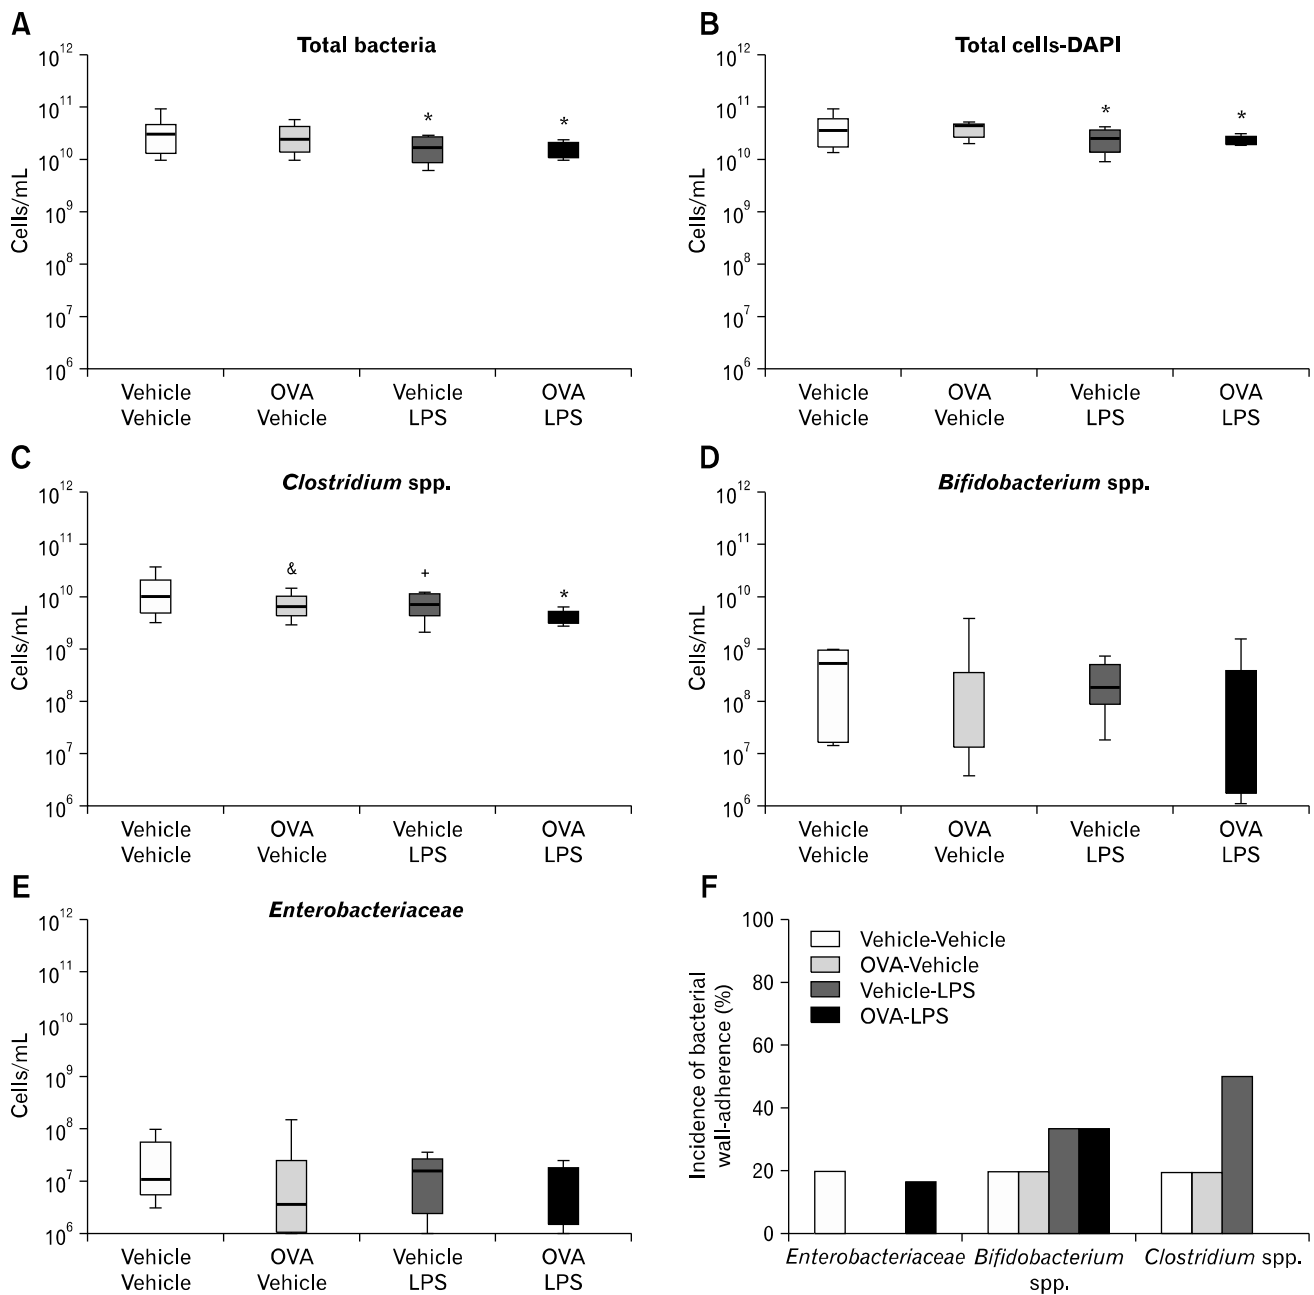 A
Total bacteria
10^12
10^11
10^10
10^9
10^8
10^7
10^6
Cells/mL
Vehicle OVA Vehicle OVA
Vehicle Vehicle LPS LPS
* *
B
Total cells-DAPI
10^12
10^11
10^10
10^9
10^8
10^7
10^6
Cells/mL
Vehicle OVA Vehicle OVA
Vehicle Vehicle LPS LPS
* *
C
Clostridium spp.
10^12
10^11
10^10
10^9
10^8
10^7
10^6
Cells/mL
& + *
Vehicle OVA Vehicle OVA
Vehicle Vehicle LPS LPS
D
Bifidobacterium spp.
10^12
10^11
10^10
10^9
10^8
10^7
10^6
Cells/mL
Vehicle OVA Vehicle OVA
Vehicle Vehicle LPS LPS
E
Enterobacteriaceae
10^12
10^11
10^10
10^9
10^8
10^7
10^6
Cells/mL
Vehicle OVA Vehicle OVA
Vehicle Vehicle LPS LPS
F
100
80
60
40
20
0
Incidence of bacterial
wall-adherence (%)
Vehicle-Vehicle
OVA-Vehicle
Vehicle-LPS
OVA-LPS
Enterobacteriaceae Bifidobacterium Clostridium spp.
spp.